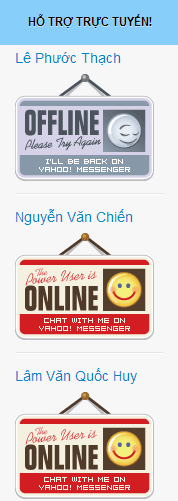 HỖ TRỢ TRỰC TUYẾN!
Lê Phước Thạch
OFFLINE
Please Try Again
I'LL BE BACK ON
YAHOO! MESSENGER
Nguyễn Văn Chiến
The
Power User is
ONLINE
CHAT WITH ME ON
YAHOO! MESSENGER
Lâm Văn Quốc Huy
The
Power User is
ONLINE
CHAT WITH ME ON
YAHOO! MESSENGER